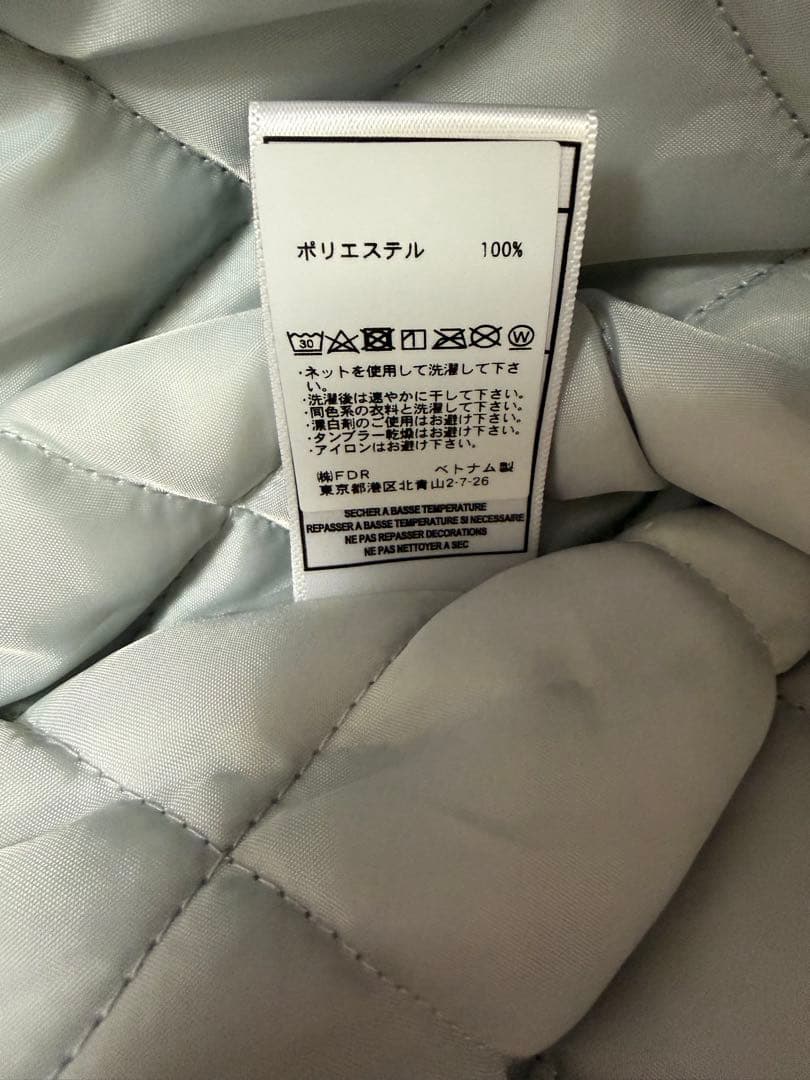 ポリエステル 100%
30 W
・ネットを使用して洗濯して下さ
い。
・洗濯後は速やかに干して下さい。
・同色系の衣料と洗濯して下さい。
・漂白剤のご使用はお避け下さい。
・タンブラー乾燥はお避け下さい。
・アイロンはお避け下さい。
㈱FDR ベトナム製
東京都港区北青山2-7-26
SECHER A BASSE TEMPERATURE
REPASSER A BASSE TEMPERATURE SI NECESSAIRE
NE PAS REPASSER DECORATIONS
NE PAS NETTOYER A SEC